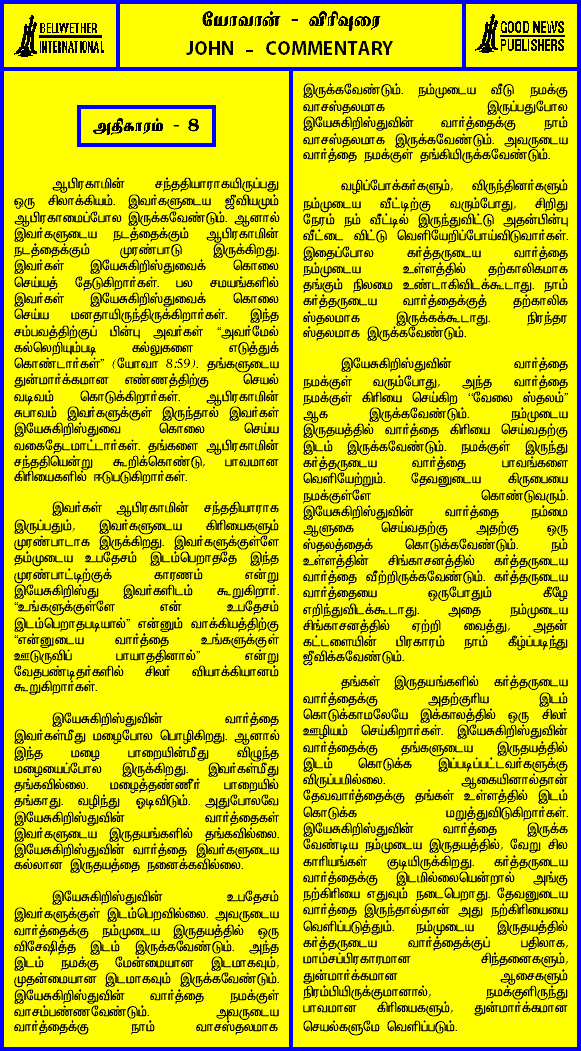 BELWETHER
INTERNATIONAL
யோவான் - விரிவுரை
JOHN - COMMENTARY
GOOD NEWS
PUBLISHERS
அதிகாரம் - 8
ஆபிரகாமின் சந்ததியாராகயிருப்பது
ஒரு சிலாக்கியம். இவர்களுடைய ஜீவியமும்
ஆபிரகாமைப்போல இருக்கவேண்டும். ஆனால்
இவர்களுடைய நடத்தைக்கும் ஆபிரகாமின்
நடத்தைக்கும் முரண்பாடு இருக்கிறது.
இவர்கள் இயேசுகிறிஸ்துவைக் கொலை
செய்யத் தேடுகிறார்கள். பல சமயங்களில்
இவர்கள் இயேசுகிறிஸ்துவைக் கொலை
செய்ய மனதாயிருந்திருக்கிறார்கள். இந்த
சம்பவத்திற்குப் பின்பு அவர்கள் “அவர்மேல்
கல்லெறியும்படி கல்லுகளை எடுத்துக்
கொண்டார்கள்” (யோவா 8:59). தங்களுடைய
துன்மார்க்கமான எண்ணத்திற்கு செயல்
வடிவம் கொடுக்கிறார்கள். ஆபிரகாமின்
சுபாவம் இவர்களுக்குள் இருந்தால் இவர்கள்
இயேசுகிறிஸ்துவை கொலை செய்ய
வகைதேடமாட்டார்கள். தங்களை ஆபிரகாமின்
சந்ததியென்று கூறிக்கொண்டு, பாவமான
கிரியைகளில் ஈடுபடுகிறார்கள்.
இவர்கள் ஆபிரகாமின் சந்ததியாராக
இருப்பதும், இவர்களுடைய கிரியைகளும்
முரண்பாடாக இருக்கிறது. இவர்களுக்குள்ளே
தம்முடைய உபதேசம் இடம்பெறாததே இந்த
முரண்பாட்டிற்குக் காரணம் என்று
இயேசுகிறிஸ்து இவர்களிடம் கூறுகிறார்.
“உங்களுக்குள்ளே என் உபதேசம்
இடம்பெறாதபடியால்” என்னும் வாக்கியத்திற்கு
“என்னுடைய வார்த்தை உங்களுக்குள்
ஊடுருவிப் பாயாததினால்” என்று
வேதபண்டிதர்களில் சிலர் வியாக்கியானம்
கூறுகிறார்கள்.
இயேசுகிறிஸ்துவின் வார்த்தை
இவர்கள்மீது மழைபோல பொழிகிறது. ஆனால்
இந்த மழை பாறையின்மீது விழுந்த
மழையைப்போல இருக்கிறது. இவர்கள்மீது
தங்கவில்லை. மழைத்தண்ணீர் பாறையில்
தங்காது. வழிந்து ஓடிவிடும். அதுபோலவே
இயேசுகிறிஸ்துவின் வார்த்தைகள்
இவர்களுடைய இருதயங்களில் தங்கவில்லை.
இயேசுகிறிஸ்துவின் வார்த்தை இவர்களுடைய
கல்லான இருதயத்தை நனைக்கவில்லை.
இயேசுகிறிஸ்துவின் உபதேசம்
இவர்களுக்குள் இடம்பெறவில்லை. அவருடைய
வார்த்தைக்கு நம்முடைய இருதயத்தில் ஒரு
விசேஷித்த இடம் இருக்கவேண்டும். அந்த
இடம் நமக்கு மேன்மையான இடமாகவும்,
முதன்மையான இடமாகவும் இருக்கவேண்டும்.
இயேசுகிறிஸ்துவின் வார்த்தை நமக்குள்
வாசம்பண்ணவேண்டும். அவருடைய
வார்த்தைக்கு நாம் வாசஸ்தலமாக
இருக்கவேண்டும். நம்முடைய வீடு நமக்கு
வாசஸ்தலமாக இருப்பதுபோல
இயேசுகிறிஸ்துவின் வார்த்தைக்கு நாம்
வாசஸ்தலமாக இருக்கவேண்டும். அவருடைய
வார்த்தை நமக்குள் தங்கியிருக்கவேண்டும்.
வழிப்போக்கர்களும், விருந்தினர்களும்
நம்முடைய வீட்டிற்கு வரும்போது, சிறிது
நேரம் நம் வீட்டில் இருந்துவிட்டு அதன்பின்பு
வீட்டை விட்டு வெளியேறிப்போய்விடுவார்கள்.
இதைப்போல கர்த்தருடைய வார்த்தை
நம்முடைய உள்ளத்தில் தற்காலிகமாக
தங்கும் நிலமை உண்டாகிவிடக்கூடாது. நாம்
கர்த்தருடைய வார்த்தைக்குத் தற்காலிக
ஸ்தலமாக இருக்கக்கூடாது. நிரந்தர
ஸ்தலமாக இருக்கவேண்டும்.
இயேசுகிறிஸ்துவின் வார்த்தை
நமக்குள் வரும்போது, அந்த வார்த்தை
நமக்குள் கிரியை செய்கிற “வேலை ஸ்தலம்”
ஆக இருக்கவேண்டும். நம்முடைய
இருதயத்தில் வார்த்தை கிரியை செய்வதற்கு
இடம் இருக்கவேண்டும். நமக்குள் இருந்து
கர்த்தருடைய வார்த்தை பாவங்களை
வெளியேற்றும். தேவனுடைய கிருபையை
நமக்குள்ளே கொண்டுவரும்.
இயேசுகிறிஸ்துவின் வார்த்தை நம்மை
ஆளுகை செய்வதற்கு அதற்கு ஒரு
ஸ்தலத்தைக் கொடுக்கவேண்டும். நம்
உள்ளத்தின் சிங்காசனத்தில் கர்த்தருடைய
வார்த்தை வீற்றிருக்கவேண்டும். கர்த்தருடைய
வார்த்தையை ஒருபோதும் கீழே
எறிந்துவிடக்கூடாது. அதை நம்முடைய
சிங்காசனத்தில் ஏற்றி வைத்து, அதன்
கட்டளையின் பிரகாரம் நாம் கீழ்ப்படிந்து
ஜீவிக்கவேண்டும்.
தங்கள் இருதயங்களில் கர்த்தருடைய
வார்த்தைக்கு அதற்குரிய இடம்
கொடுக்காமலேயே இக்காலத்தில் ஒரு சிலர்
ஊழியம் செய்கிறார்கள். இயேசுகிறிஸ்துவின்
வார்த்தைக்கு தங்களுடைய இருதயத்தில்
இடம் கொடுக்க இப்படிப்பட்டவர்களுக்கு
விருப்பமில்லை. ஆகையினால்தான்
தேவவார்த்தைக்கு தங்கள் உள்ளத்தில் இடம்
கொடுக்க மறுத்துவிடுகிறார்கள்.
இயேசுகிறிஸ்துவின் வார்த்தை இருக்க
வேண்டிய நம்முடைய இருதயத்தில், வேறு சில
காரியங்கள் குடியிருக்கிறது. கர்த்தருடைய
வார்த்தைக்கு இடமில்லையென்றால் அங்கு
நற்கிரியை எதுவும் நடைபெறாது. தேவனுடைய
வார்த்தை இருந்தால்தான் அது நற்கிரியையை
வெளிப்படுத்தும். நம்முடைய இருதயத்தில்
கர்த்தருடைய வார்த்தைக்குப் பதிலாக,
மாம்சப்பிரகாரமான சிந்தனைகளும்,
துன்மார்க்கமான ஆசைகளும்
நிரம்பியிருக்குமானால், நமக்குளிருந்து
பாவமான கிரியைகளும், துன்மார்க்கமான
செயல்களுமே வெளிப்படும்.